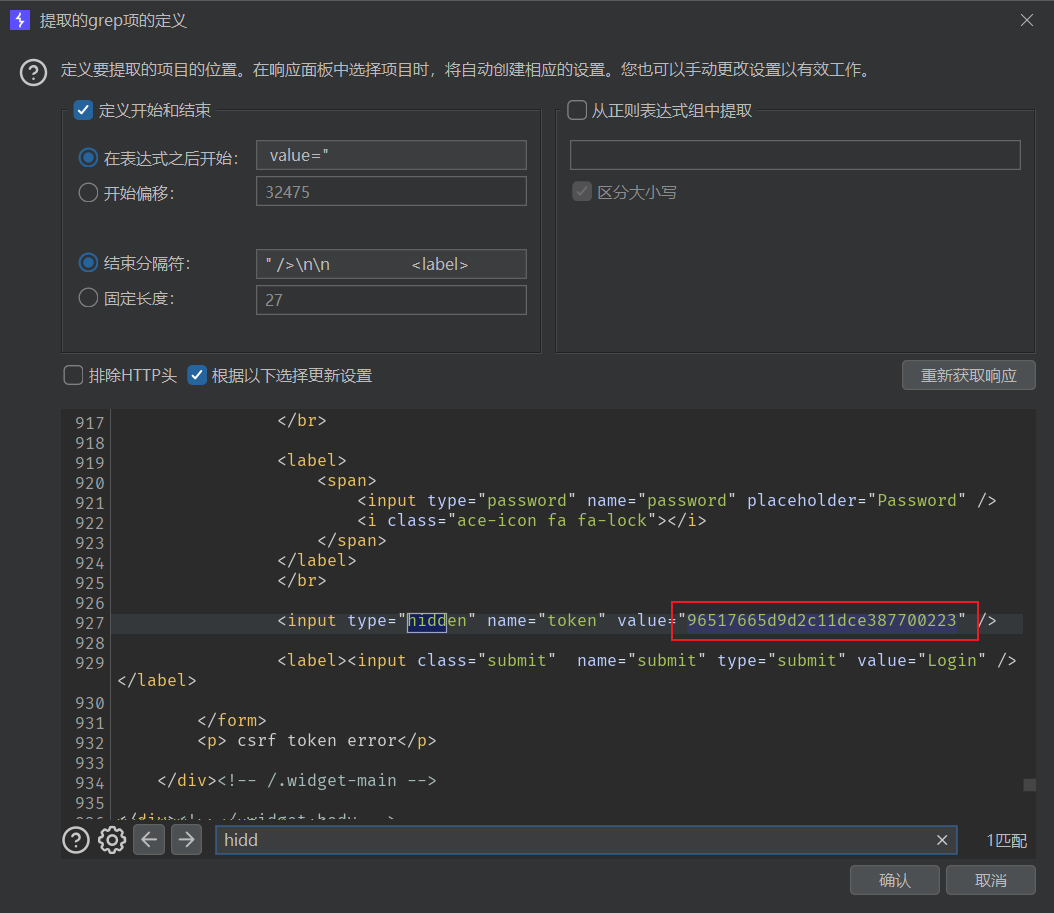 提取的grep项的定义
定义要提取的项目的位置。在响应面板中选择项目时，将自动创建相应的设置。您也可以手动更改设置以有效工作。
定义开始和结束
在表达式之后开始：
value="
开始偏移：
32475
结束分隔符：
" />\n\n          <label>
固定长度：
27
从正则表达式组中提取
区分大小写
排除HTTP头
根据以下选择更新设置
重新获取响应
917 </br>
918
919 <label>
920 <span>
921 <input type="password" name="password" placeholder="Password" />
922 <i class="ace-icon fa fa-lock"></i>
923 </span>
924 </label>
925 </br>
926
927 <input type="hidden" name="token" value="96517665d9d2c11dce387700223" />
928
929 <label><input class="submit"  name="submit" type="submit" value="Login" />
</label>
930
931 </form>
932 <p> csrf token error</p>
933
934 </div><!-- /.widget-main -->
935
hidd
1匹配
确认
取消